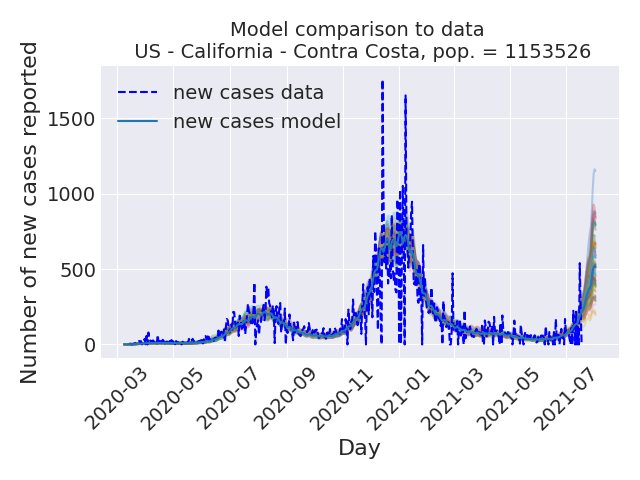 Model comparison to data
US - California - Contra Costa, pop. = 1153526
Number of new cases reported
1500
1000
500
0
new cases data
new cases model
2020-03
2020-05
2020-07
2020-09
2020-11
2021-01
2021-03
2021-05
2021-07
Day